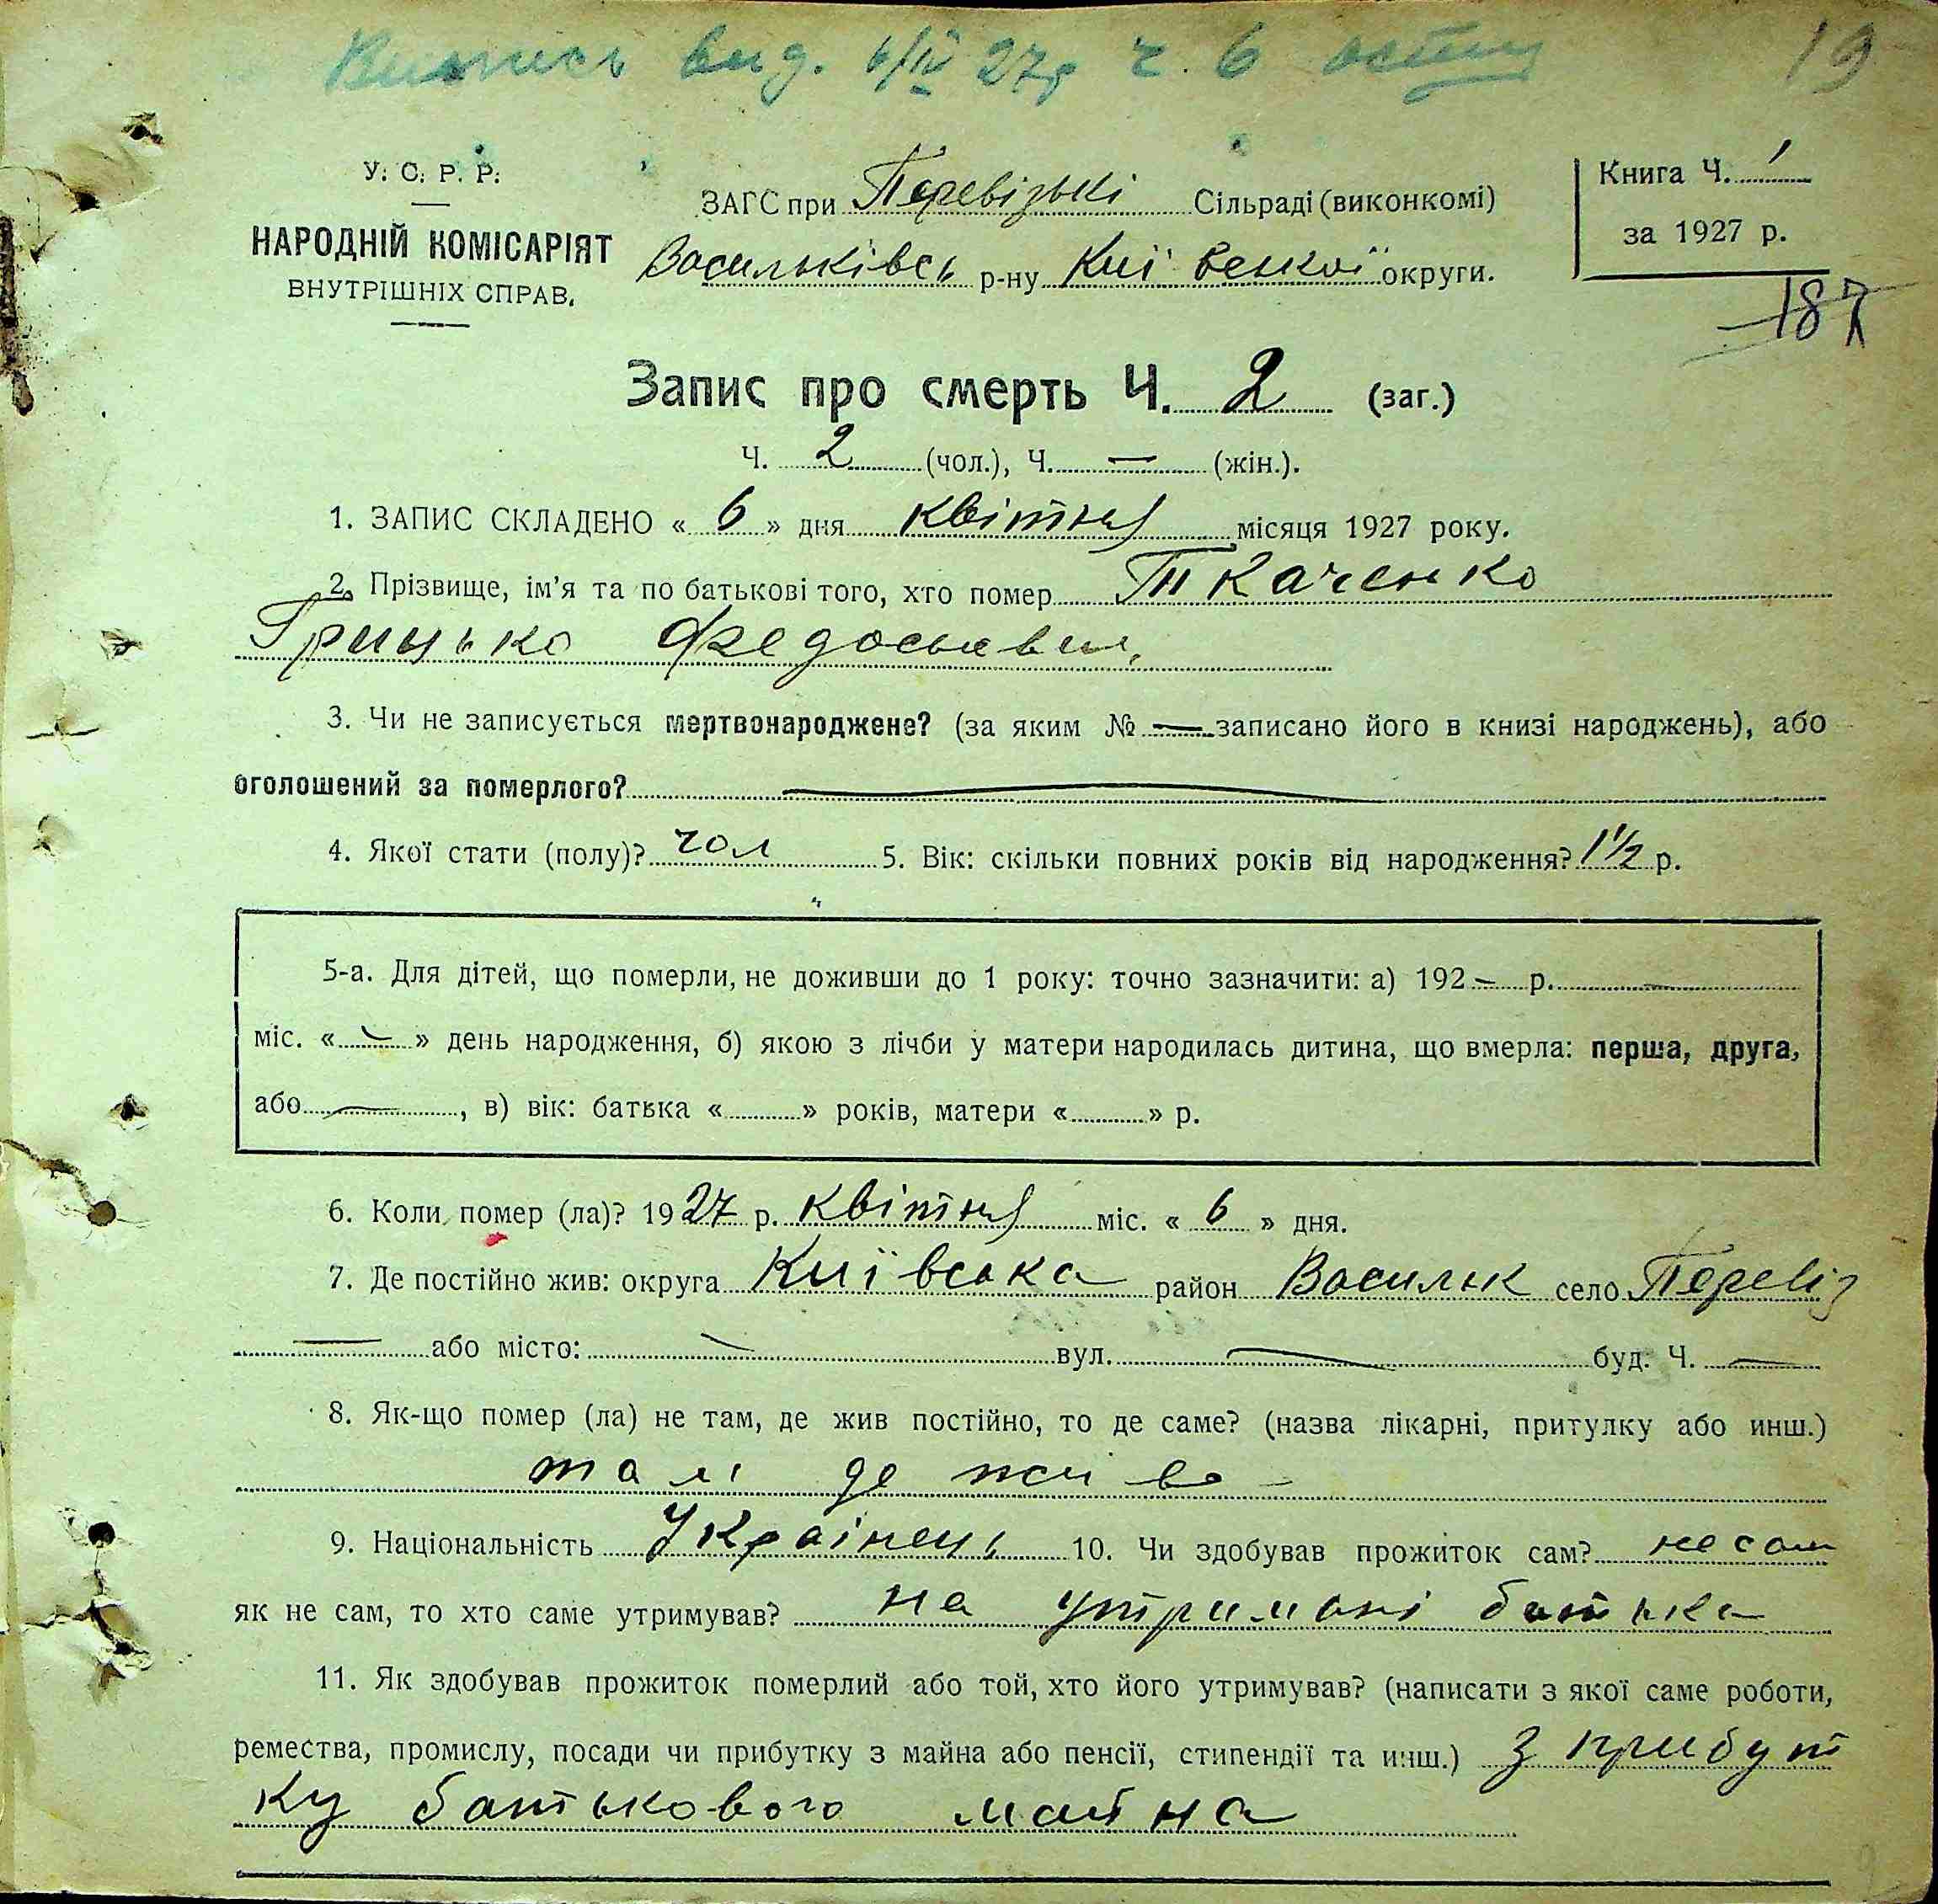 Випись вид. 6/IV 27р ч. 6
19
У. С. Р. Р.
НАРОДНІЙ КОМІСАРІЯТ
ВНУТРІШНІХ СПРАВ.
ЗАГС при Перевізькі Сільраді (виконкомі)
Васильківсь р-ну Київської округи.
Книга Ч. 1
за 1927 р.
187
Запис про смерть Ч. 2 (заг.)
Ч. 2 (чол.), Ч. — (жін.).
1. ЗАПИС СКЛАДЕНО « 6 » дня квітня місяця 1927 року.
2. Прізвище, ім'я та по батькові того, хто помер Ткаченко
Грицько Федосьевич,
3. Чи не записується мертвонароджене? (за яким № — записано його в книзі народжень), або
оголошений за померлого? —
4. Якої стати (полу)? чол 5. Вік: скільки повних років від народження? 1½ р.
5-а. Для дітей, що померли, не доживши до 1 року: точно зазначити: а) 192 — р. —
міс. « — » день народження, б) якою з лічби у матери народилась дитина, що вмерла: перша, друга,
або —, в) вік: батька « » років, матери « » р.
6. Коли помер (ла)? 1927 р. квітня міс. « 6 » дня.
7. Де постійно жив: округа Київська район Васильк село Перевіз
— або місто: — вул. — буд. Ч. —
8. Як-що помер (ла) не там, де жив постійно, то де саме? (назва лікарні, притулку або инш.)
там де жив
9. Національність Украінець 10. Чи здобував прожиток сам? не сам
як не сам, то хто саме утримував? на утримані батька
11. Як здобував прожиток померлий або той, хто його утримував? (написати з якої саме роботи,
ремества, промислу, посади чи прибутку з майна або пенсії, стипендії та инш.) З прибут
ку батькового майна